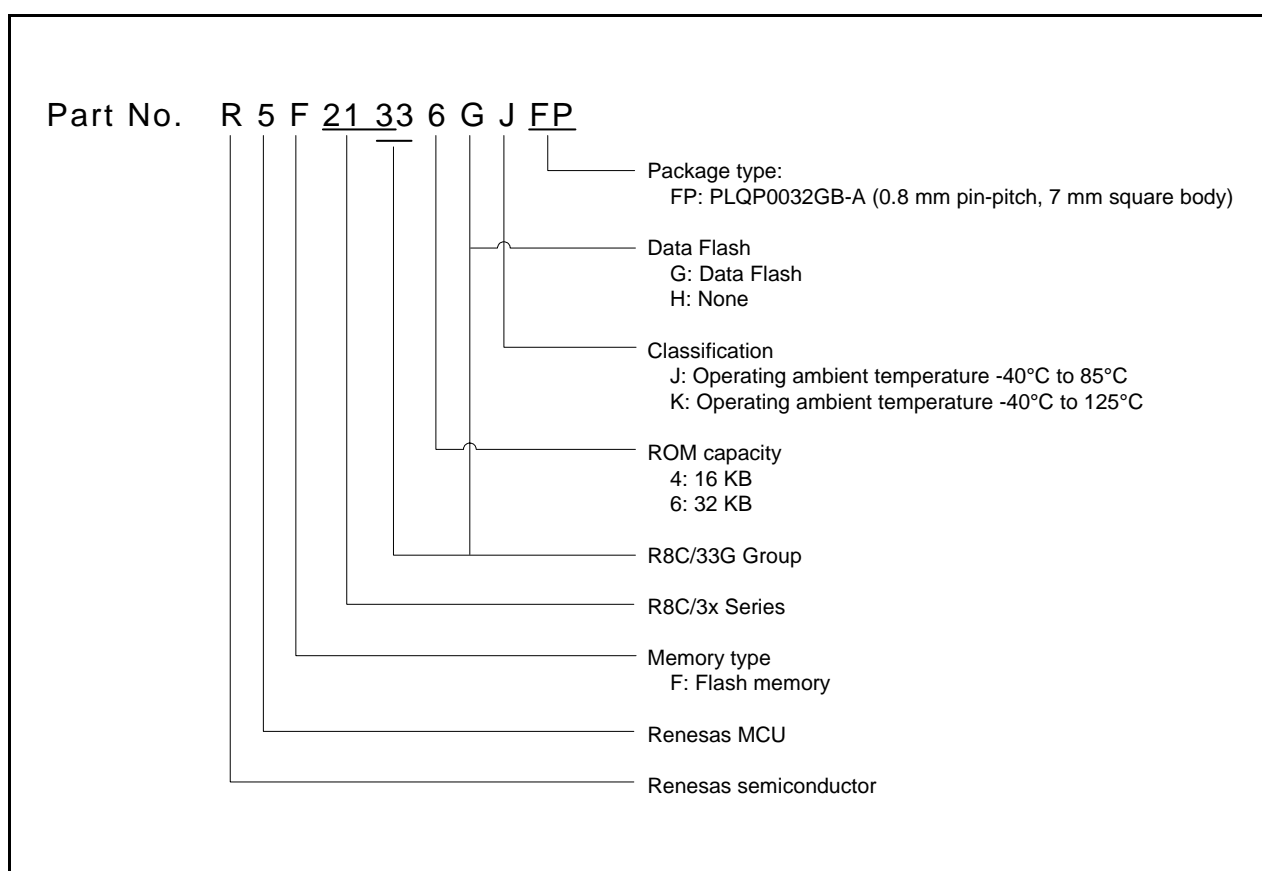 Part No. R 5 F 21 33 6 G J FP
Package type:
FP: PLQP0032GB-A (0.8 mm pin-pitch, 7 mm square body)
Data Flash
G: Data Flash
H: None
Classification
J: Operating ambient temperature -40°C to 85°C
K: Operating ambient temperature -40°C to 125°C
ROM capacity
4: 16 KB
6: 32 KB
R8C/33G Group
R8C/3x Series
Memory type
F: Flash memory
Renesas MCU
Renesas semiconductor